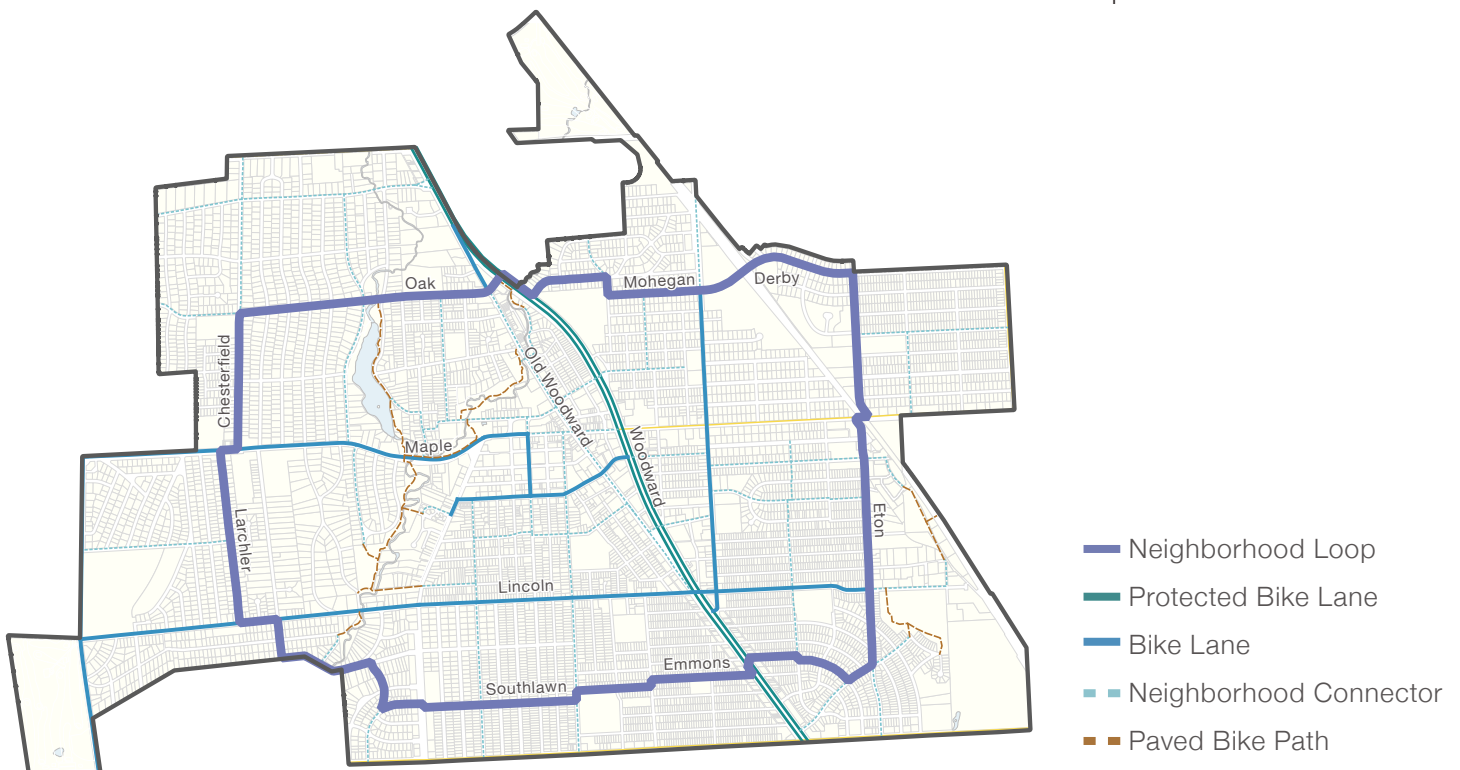 Oak
Mohegan
Derby
Chesterfield
Old Woodward
Maple
Woodward
Larchler
Eton
Lincoln
Emmons
Southlawn
Neighborhood Loop
Protected Bike Lane
Bike Lane
Neighborhood Connector
Paved Bike Path